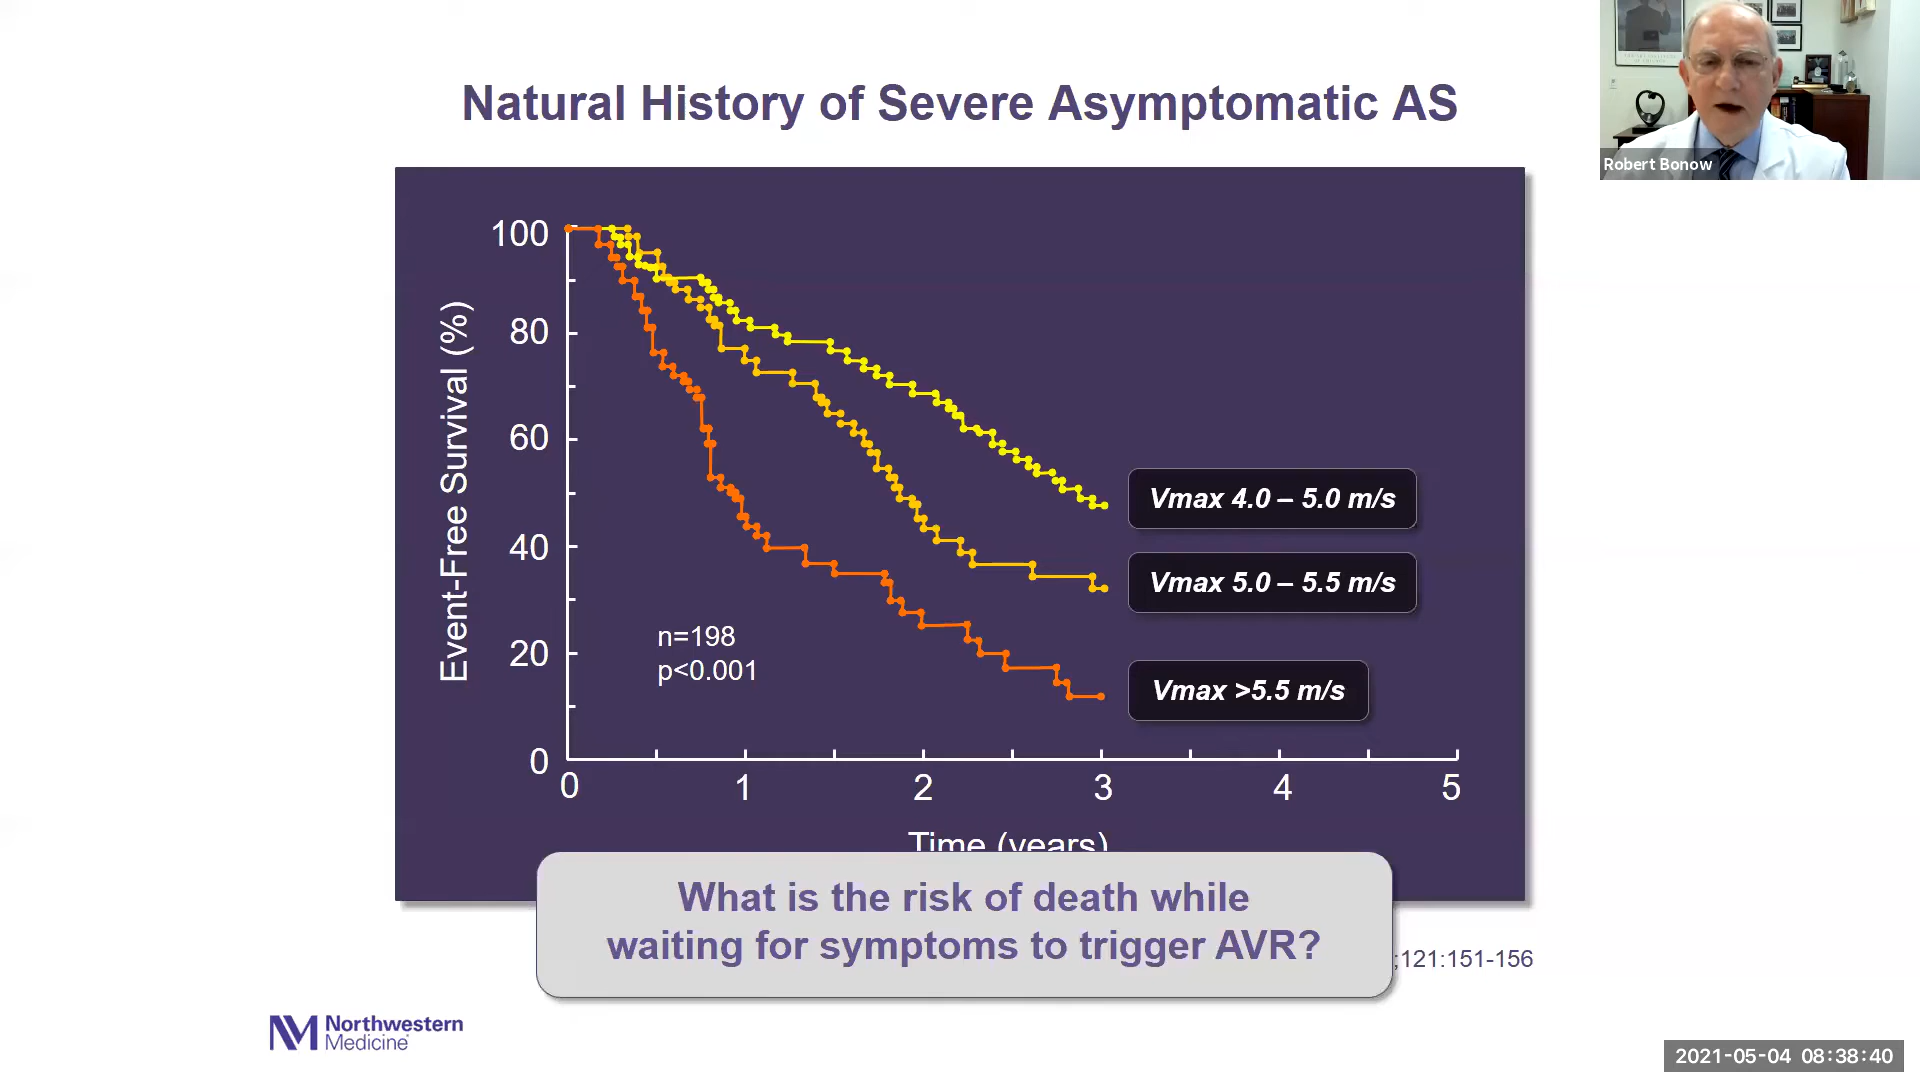 Natural History of Severe Asymptomatic AS
Robert Bonow
Event-Free Survival (%)
100
80
60
40
20
0
n=198
p<0.001
Vmax 4.0 – 5.0 m/s
Vmax 5.0 – 5.5 m/s
Vmax >5.5 m/s
0 1 2 3 4 5
Time (years)
What is the risk of death while
waiting for symptoms to trigger AVR?
;121:151-156
Northwestern
Medicine
2021-05-04 08:38:40